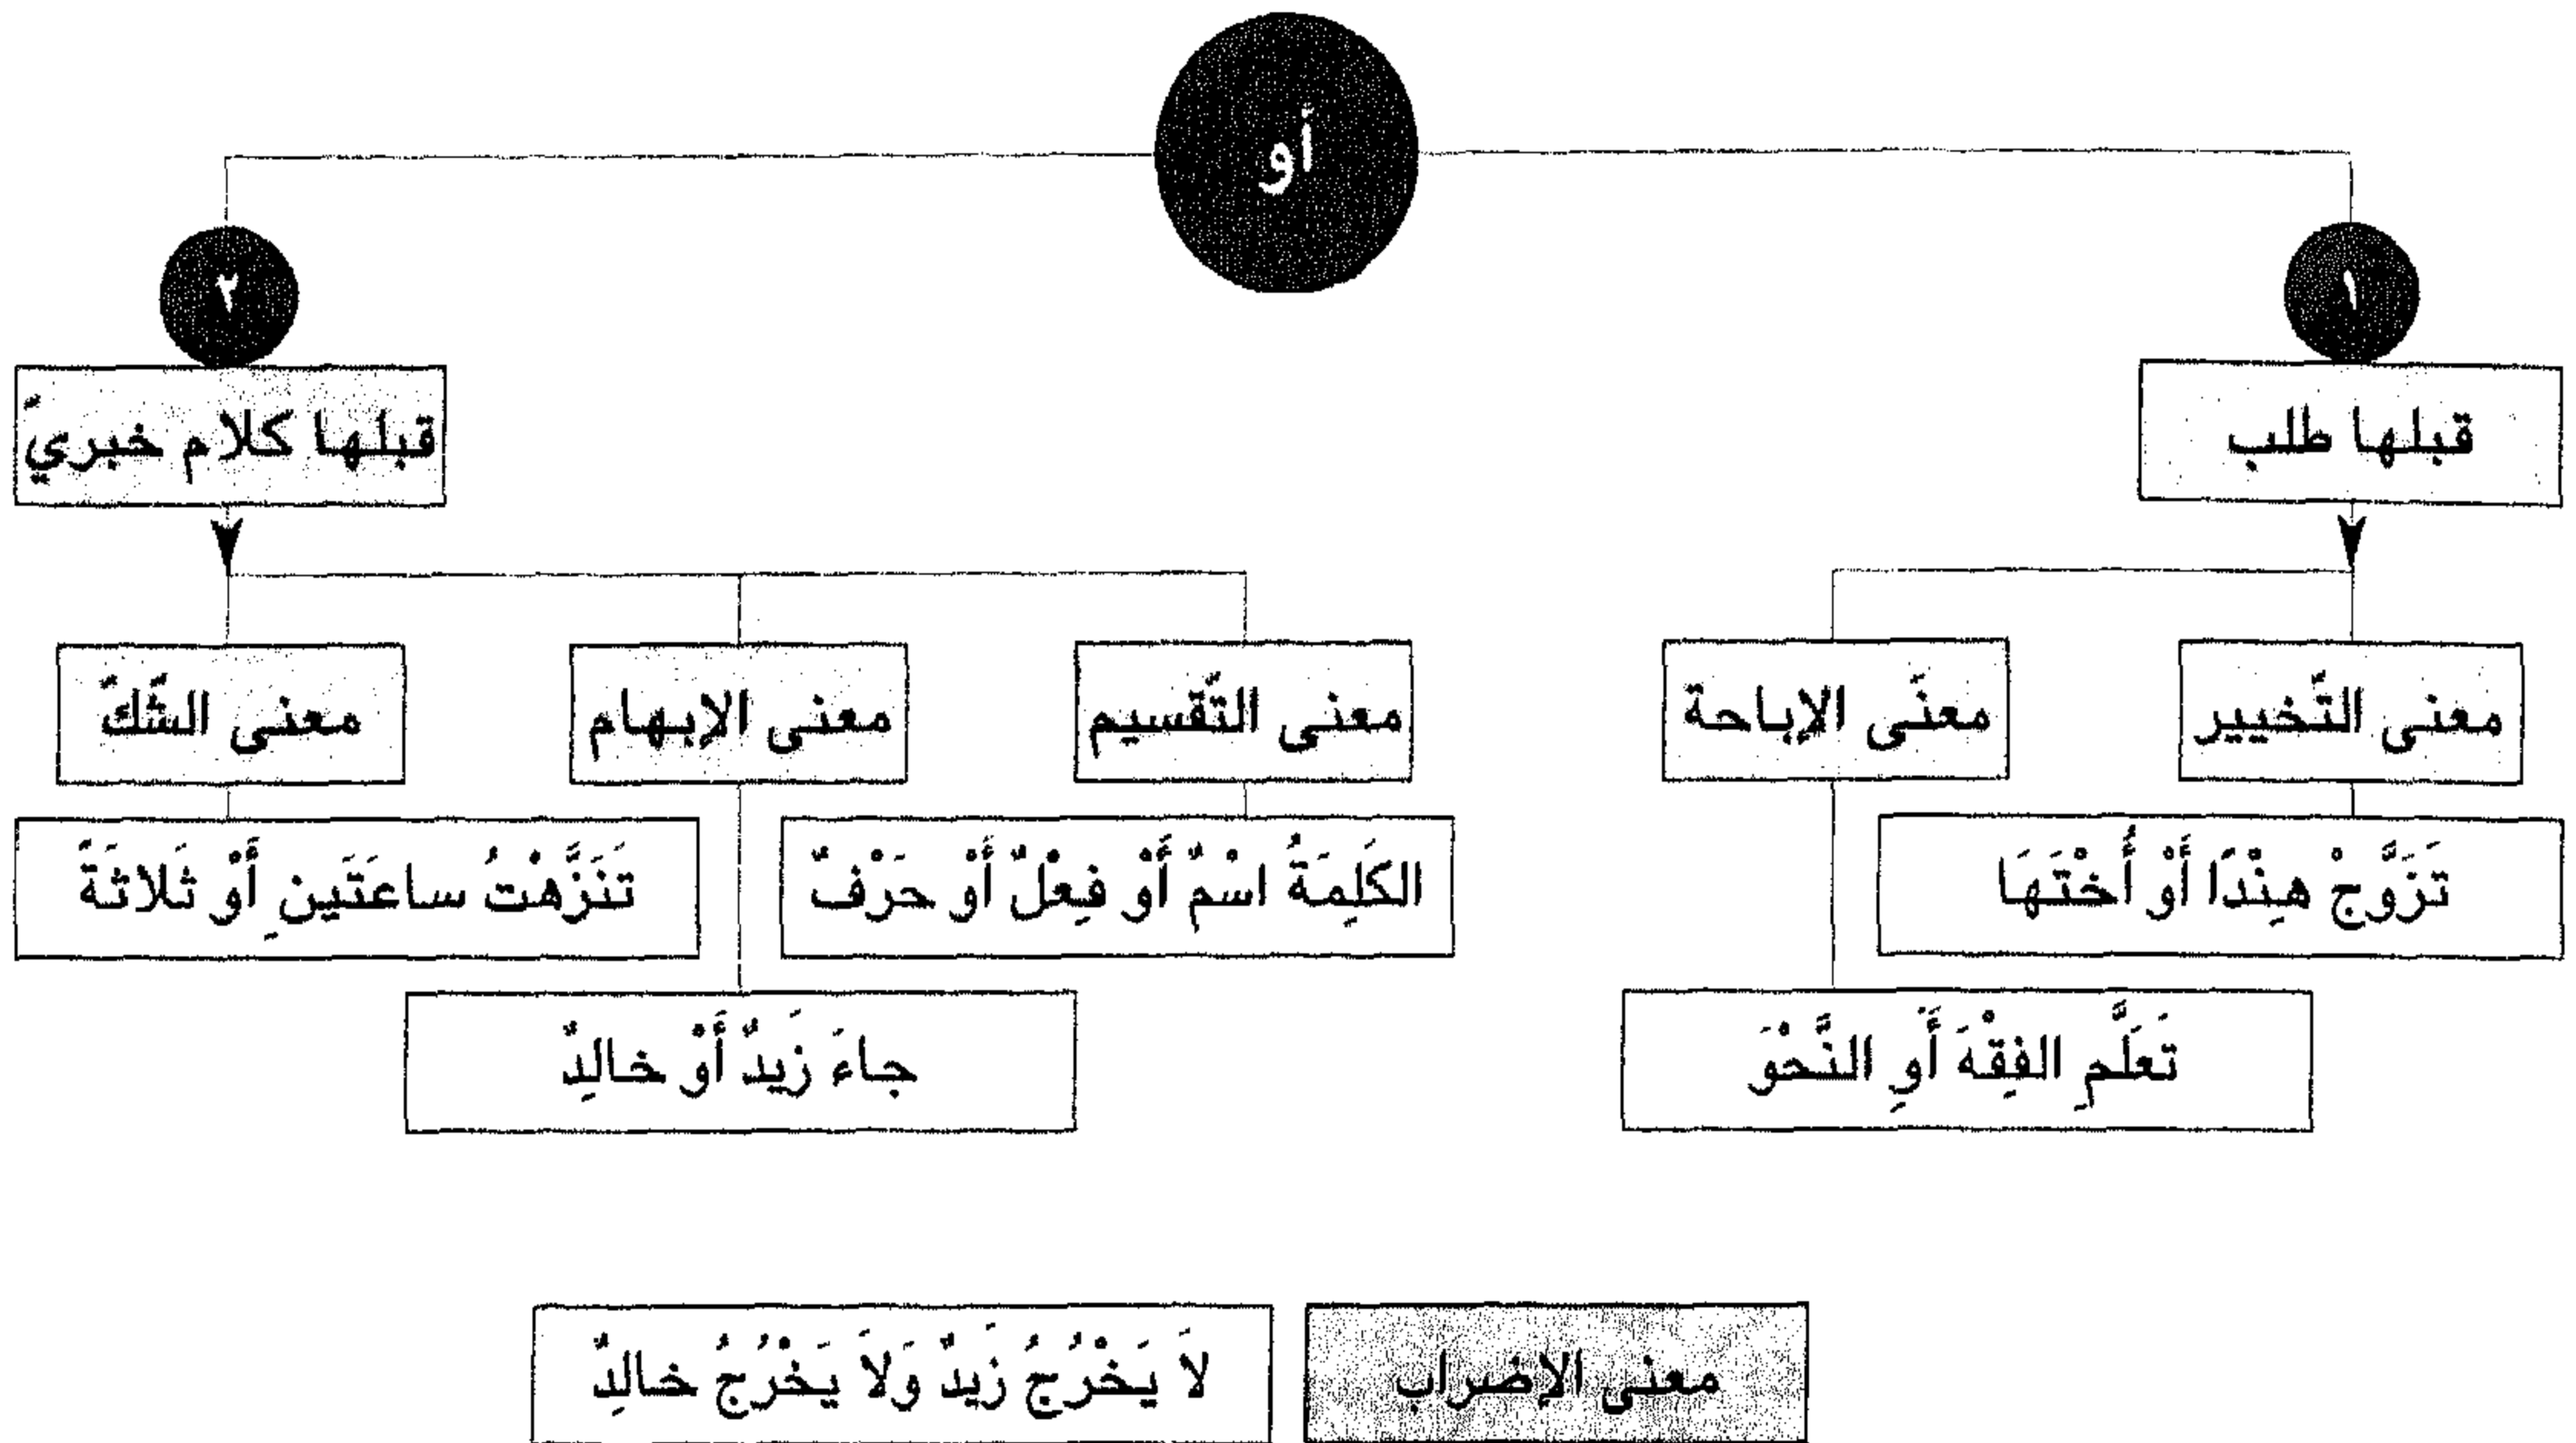 أو
١
٢
قبلها طلب
قبلها كلام خبريّ
معنى التّخيير
معنَى الإباحة
معنى التّقسيم
معنى الإبهام
معنى الشّكّ
تَزَوَّجْ هِنْدًا أَوْ أُخْتَهَا
الكَلِمَةُ اسْمٌ أَوْ فِعْلٌ أَوْ حَرْفٌ
تَنَزَّهْتُ ساعَتَينِ أَوْ ثَلاثَةً
تَعَلَّمِ الفِقْهَ أَوِ النَّحْوَ
جاءَ زَيدٌ أَوْ خالِدٌ
معنى الإضراب
لاَ يَخْرُجُ زَيدٌ وَلاَ يَخْرُجُ خالِدٌ